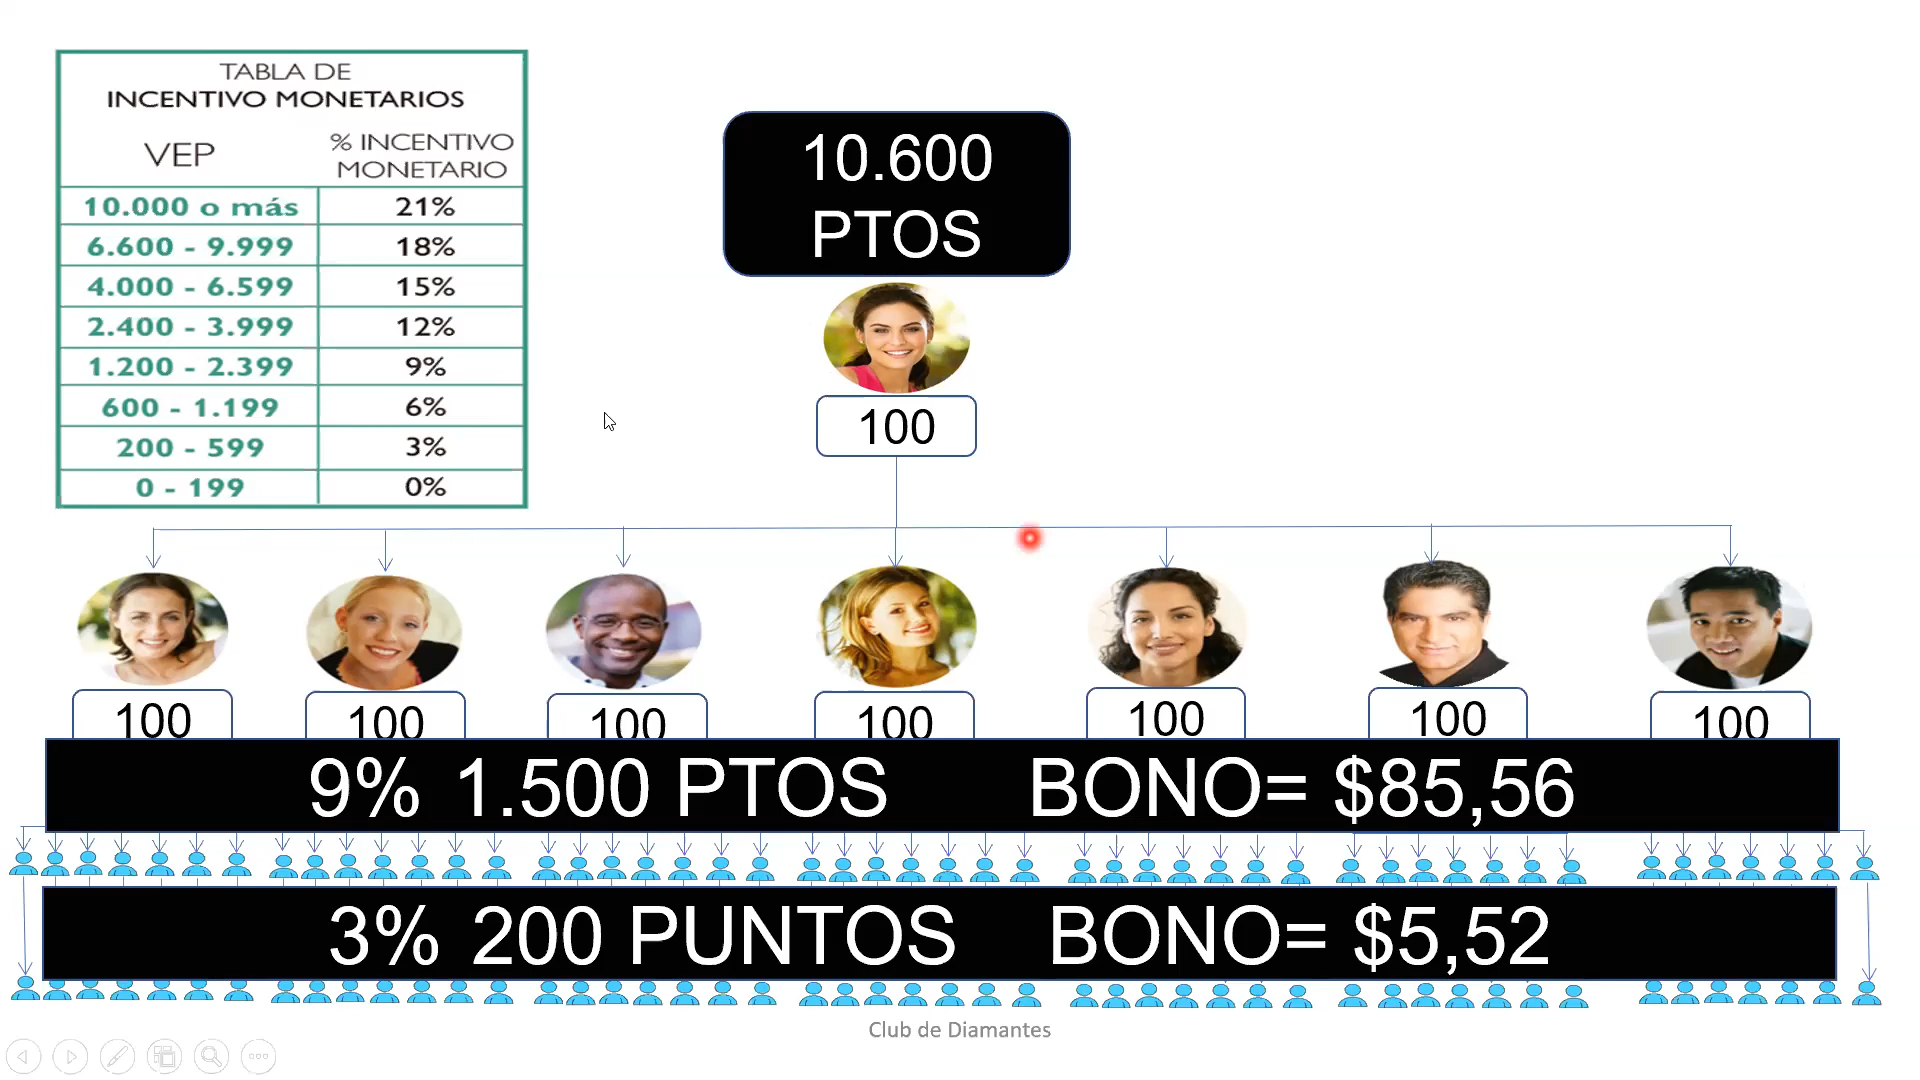 TABLA DE
INCENTIVO MONETARIOS
VEP
% INCENTIVO
MONETARIO
10.000 o más 21%
6.600 - 9.999 18%
4.000 - 6.599 15%
2.400 - 3.999 12%
1.200 - 2.399 9%
600 - 1.199 6%
200 - 599 3%
0 - 199 0%
10.600
PTOS
100
100 100 100 100 100 100 100
9% 1.500 PTOS BONO= $85,56
3% 200 PUNTOS BONO= $5,52
Club de Diamantes